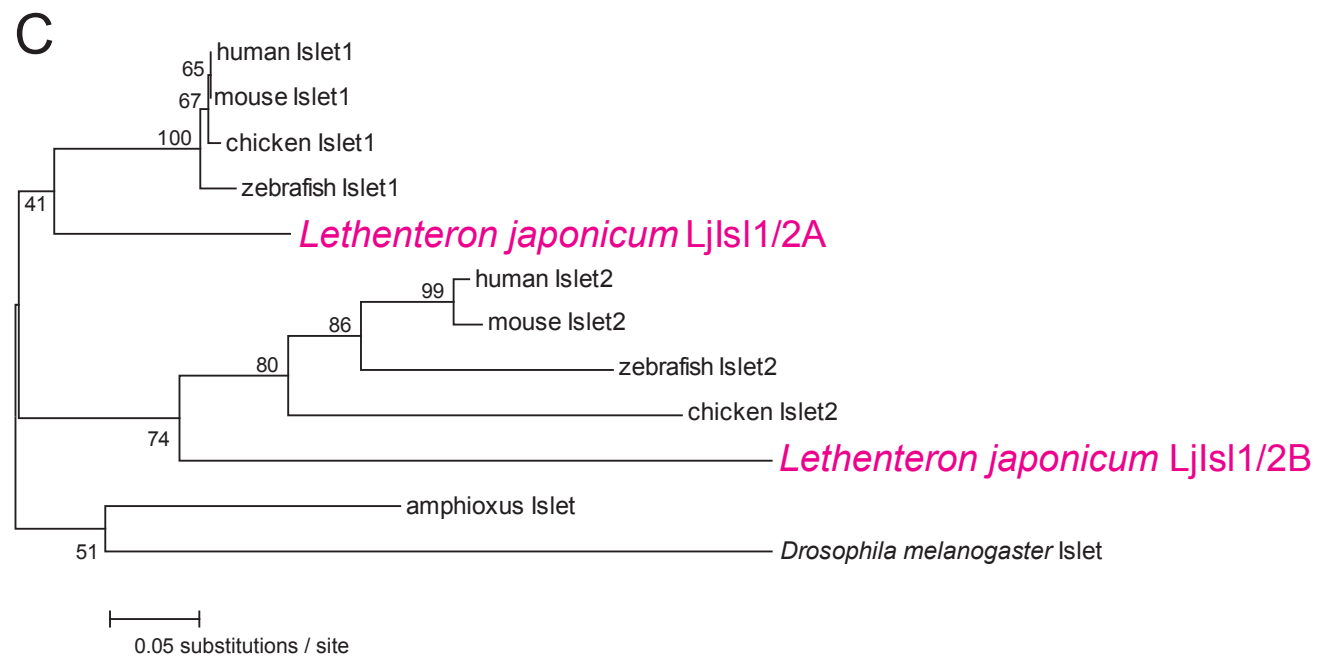 C
human Islet1
65
mouse Islet1
67
100
chicken Islet1
zebrafish Islet1
41
Lethenteron japonicum LjIsl1/2A
human Islet2
99
mouse Islet2
86
zebrafish Islet2
80
chicken Islet2
74
Lethenteron japonicum LjIsl1/2B
amphioxus Islet
51
Drosophila melanogaster Islet
0.05 substitutions / site